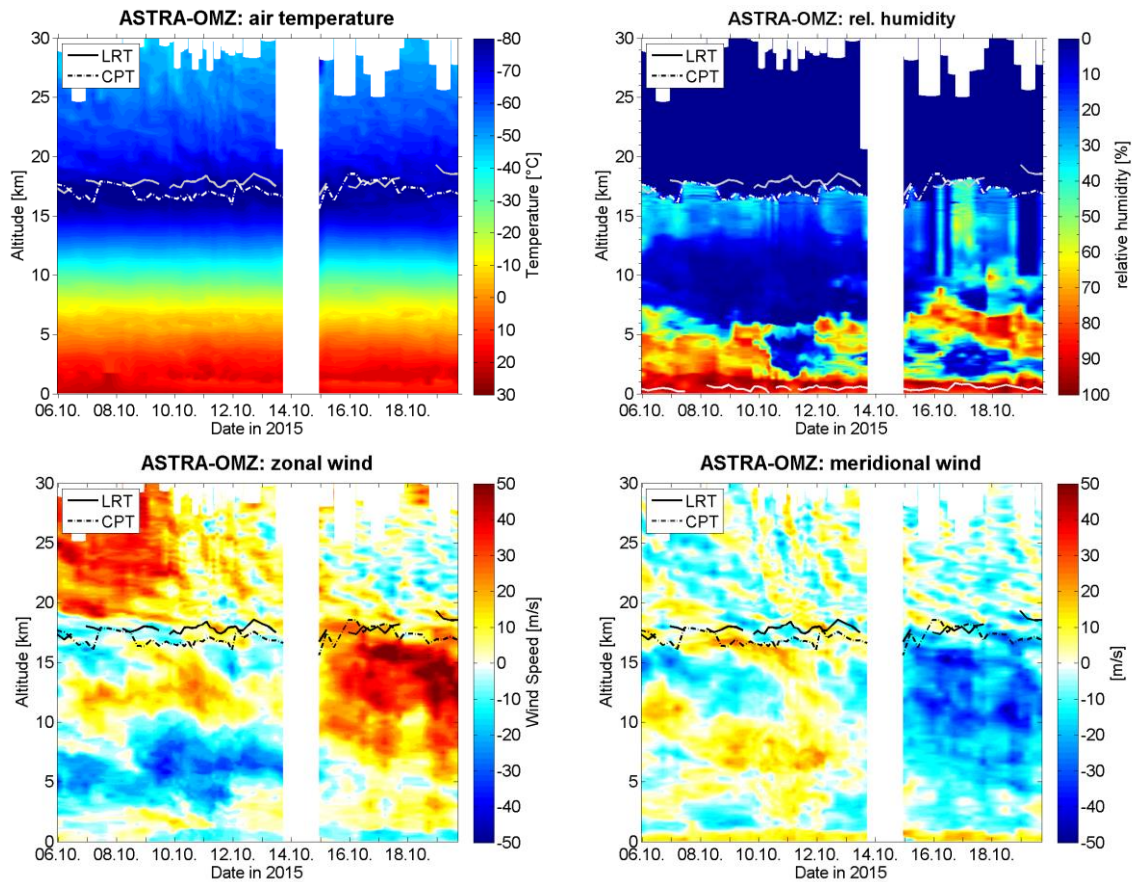 ASTRA-OMZ: air temperature
LRT
CPT
30
25
20
15
10
5
0
Altitude [km]
06.10. 08.10. 10.10. 12.10. 14.10. 16.10. 18.10.
Date in 2015
-80
-70
-60
-50
-40
-30
-20
-10
0
10
20
30
Temperature [°C]
ASTRA-OMZ: rel. humidity
LRT
CPT
30
25
20
15
10
5
0
Altitude [km]
06.10. 08.10. 10.10. 12.10. 14.10. 16.10. 18.10.
Date in 2015
0
10
20
30
40
50
60
70
80
90
100
relative humidity [%]
ASTRA-OMZ: zonal wind
LRT
CPT
30
25
20
15
10
5
0
Altitude [km]
06.10. 08.10. 10.10. 12.10. 14.10. 16.10. 18.10.
Date in 2015
50
40
30
20
10
0
-10
-20
-30
-40
-50
Wind Speed [m/s]
ASTRA-OMZ: meridional wind
LRT
CPT
30
25
20
15
10
5
0
Altitude [km]
06.10. 08.10. 10.10. 12.10. 14.10. 16.10. 18.10.
Date in 2015
50
40
30
20
10
0
-10
-20
-30
-40
-50
[m/s]